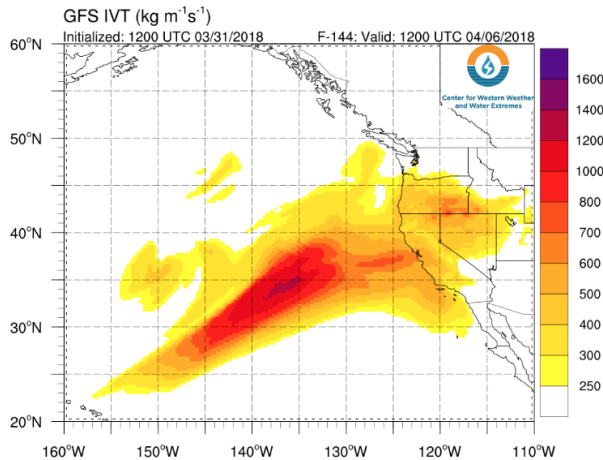 GFS IVT (kg m⁻¹s⁻¹)
Initialized: 1200 UTC 03/31/2018 F-144: Valid: 1200 UTC 04/06/2018
60°N
50°N
40°N
30°N
20°N
160°W 150°W 140°W 130°W 120°W 110°W
Center for Western Weather
and Water Extremes
1600
1400
1200
1000
800
700
600
500
400
300
250